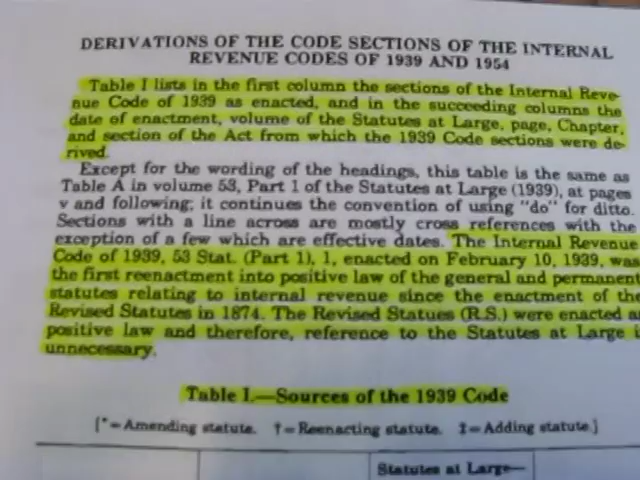 DERIVATIONS OF THE CODE SECTIONS OF THE INTERNAL
REVENUE CODES OF 1939 AND 1954
Table I lists in the first column the sections of the Internal Reve-
nue Code of 1939 as enacted, and in the succeeding columns the
date of enactment, volume of the Statutes at Large, page, Chapter,
and section of the Act from which the 1939 Code sections were de-
rived.
Except for the wording of the headings, this table is the same as
Table A in volume 53, Part 1 of the Statutes at Large (1939), at pages
v and following; it continues the convention of using "do" for ditto.
Sections with a line across are mostly cross references with the
exception of a few which are effective dates. The Internal Revenue
Code of 1939, 53 Stat. (Part 1), 1, enacted on February 10, 1939, was
the first reenactment into positive law of the general and permanent
statutes relating to internal revenue since the enactment of the
Revised Statutes in 1874. The Revised Statues (R.S.) were enacted a
positive law and therefore, reference to the Statutes at Large i
unnecessary.
Table I.—Sources of the 1939 Code
[*=Amending statute. †=Reenacting statute. ‡=Adding statute.]
Statutes at Large—